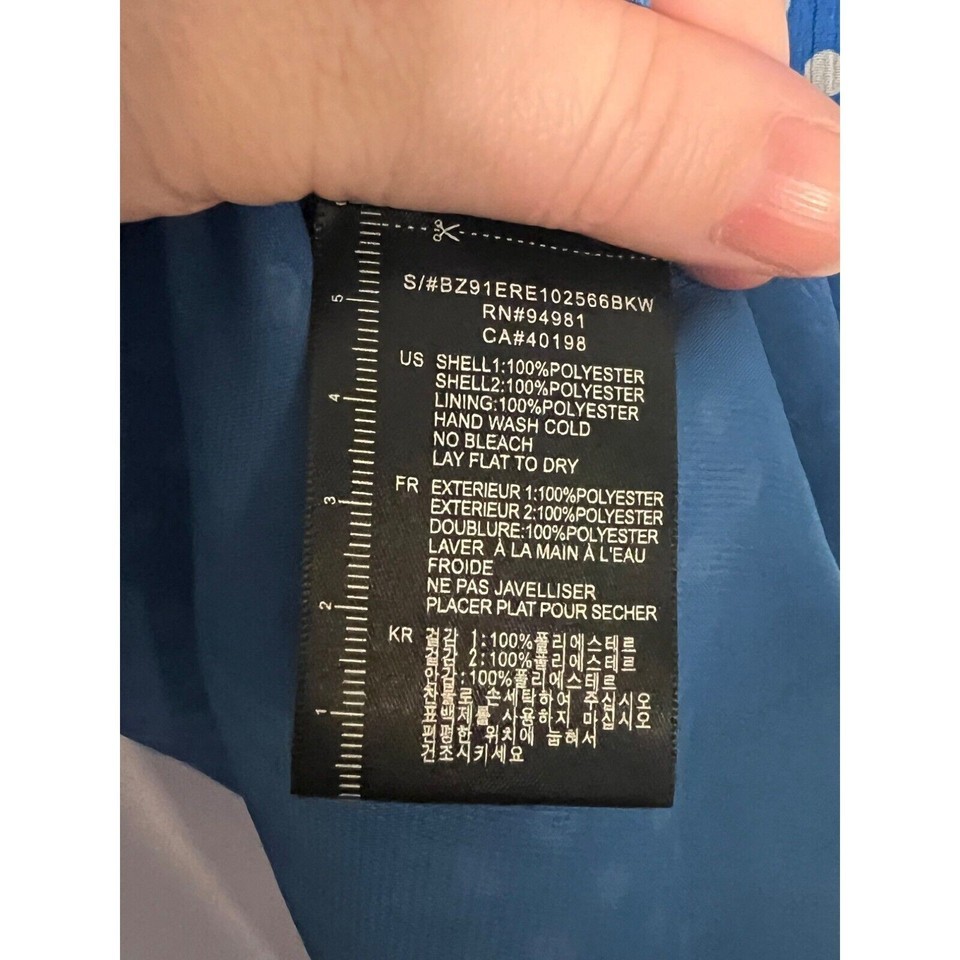 S/#BZ91ERE102566BKW
RN#94981
CA#40198
US SHELL1:100%POLYESTER
SHELL2:100%POLYESTER
LINING:100%POLYESTER
HAND WASH COLD
NO BLEACH
LAY FLAT TO DRY
FR EXTERIEUR 1:100%POLYESTER
EXTERIEUR 2:100%POLYESTER
DOUBLURE:100%POLYESTER
LAVER À LA MAIN À L'EAU
FROIDE
NE PAS JAVELLISER
PLACER PLAT POUR SECHER
KR 겉감 1:100%폴리에스테르
겉감 2:100%폴리에스테르
안감:100%폴리에스테르
찬물로 손세탁하여 주십시오
표백제를 사용하지 마십시오
편평한 위치에 눕혀서
건조시키세요
5
4
3
2
1